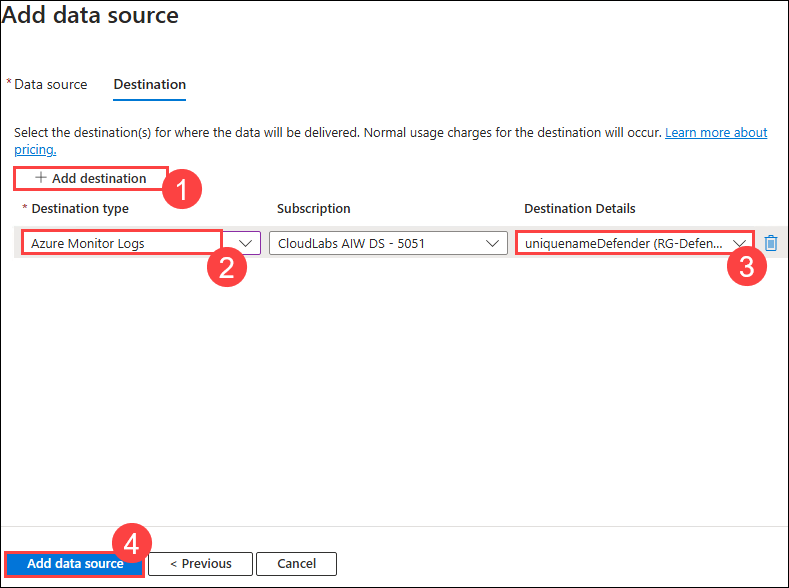 Add data source
* Data source
Destination
Select the destination(s) for where the data will be delivered. Normal usage charges for the destination will occur. Learn more about
pricing.
+ Add destination
1
* Destination type
Subscription
Destination Details
Azure Monitor Logs
CloudLabs AIW DS - 5051
uniquenameDefender (RG-Defen...
2
3
4
Add data source
< Previous
Cancel